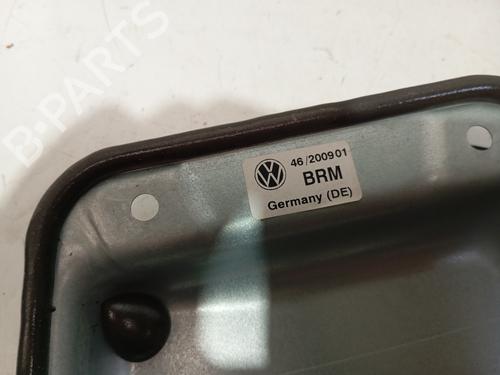 B-PARTS
46/200901
BRM
Germany (DE)